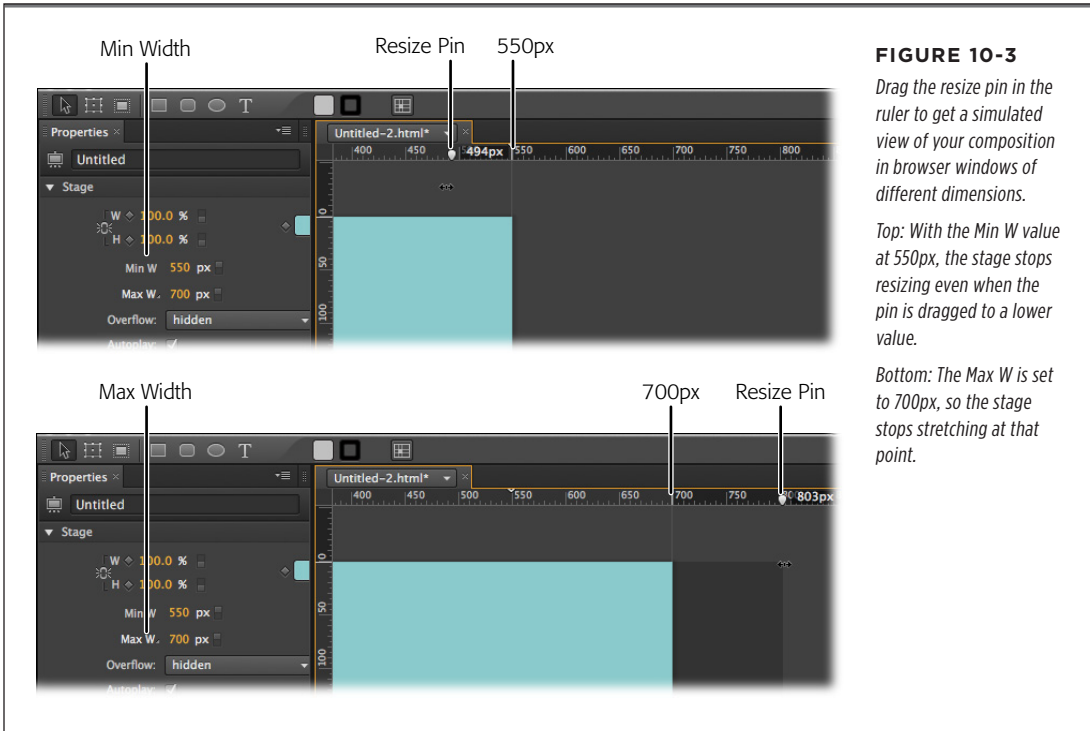 Min Width Resize Pin 550px
T
Properties
Untitled-2.html*
400 450 494px 550 600 650 700 750 800
Untitled
Stage
W 100.0 %
H 100.0 %
Min W 550 px
Max W 700 px
Overflow: hidden
Autoplay:
0
50
100
Max Width 700px Resize Pin
T
Properties
Untitled-2.html*
400 450 500 550 600 650 700 750 803px
Untitled
Stage
W 100.0 %
H 100.0 %
Min W 550 px
Max W 700 px
Overflow: hidden
Autoplay:
0
50
100
FIGURE 10-3
Drag the resize pin in the
ruler to get a simulated
view of your composition
in browser windows of
different dimensions.
Top: With the Min W value
at 550px, the stage stops
resizing even when the
pin is dragged to a lower
value.
Bottom: The Max W is set
to 700px, so the stage
stops stretching at that
point.